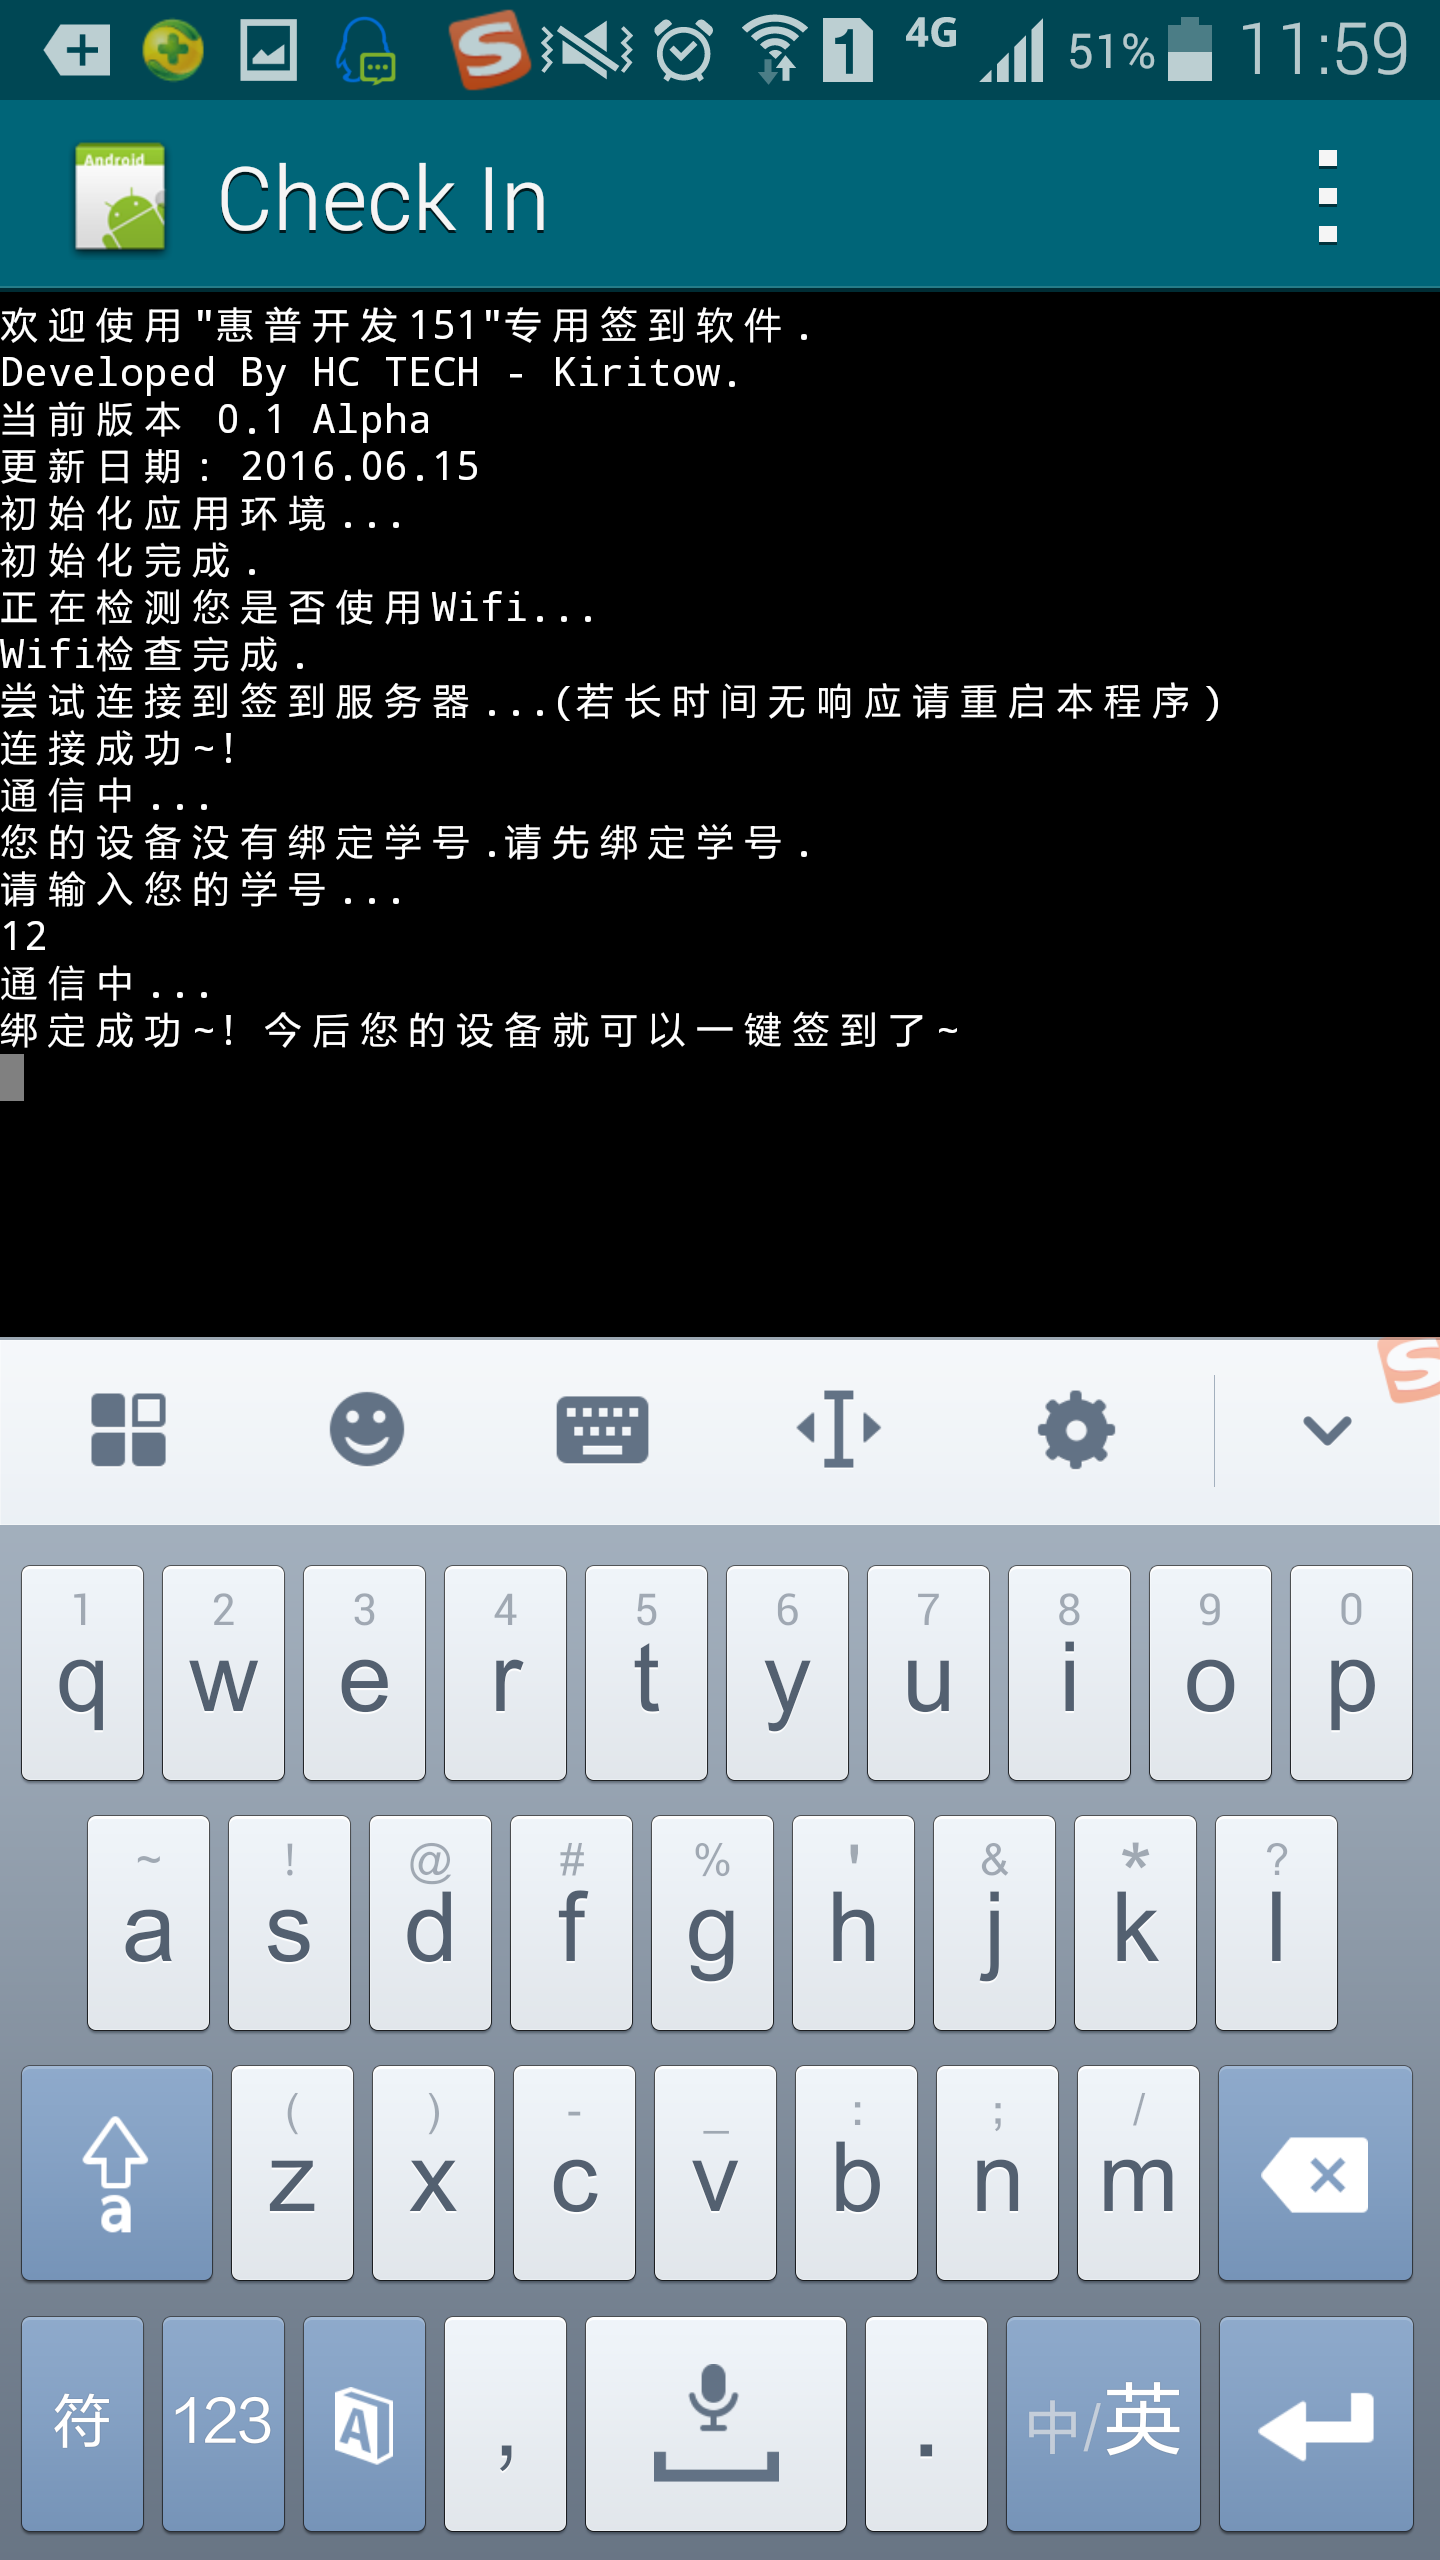 4G 51% 11:59
1
Android
Check In
欢迎使用"惠普开发151"专用签到软件.
Developed By HC TECH - Kiritow.
当前版本 0.1 Alpha
更新日期: 2016.06.15
初始化应用环境...
初始化完成.
正在检测您是否使用Wifi...
Wifi检查完成.
尝试连接到签到服务器...(若长时间无响应请重启本程序)
连接成功~!
通信中...
您的设备没有绑定学号.请先绑定学号.
请输入您的学号...
12
通信中...
绑定成功~! 今后您的设备就可以一键签到了~
1 2 3 4 5 6 7 8 9 0
q w e r t y u i o p
~ ! @ # % ' & * ?
a s d f g h j k l
( ) - _ : ; /
a z x c v b n m
符 123 A , . 中/英